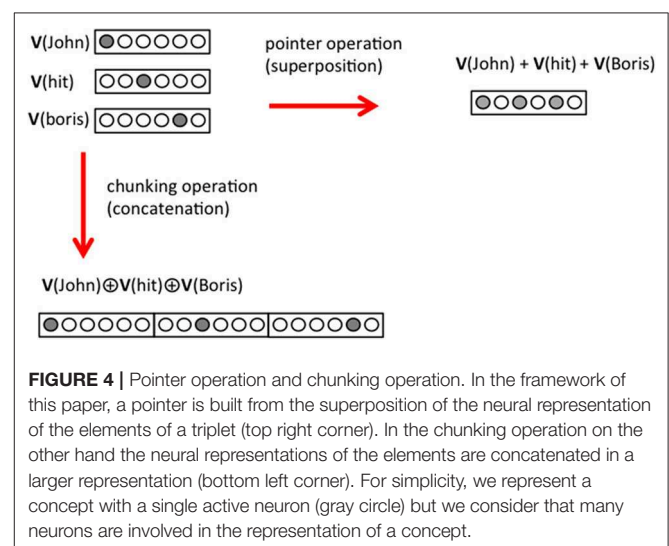 V(John)
pointer operation
(superposition)
V(hit)
V(John) + V(hit) + V(Boris)
V(boris)
chunking operation
(concatenation)
V(John)⊕V(hit)⊕V(Boris)
FIGURE 4 | Pointer operation and chunking operation. In the framework of
this paper, a pointer is built from the superposition of the neural representation
of the elements of a triplet (top right corner). In the chunking operation on the
other hand the neural representations of the elements are concatenated in a
larger representation (bottom left corner). For simplicity, we represent a
concept with a single active neuron (gray circle) but we consider that many
neurons are involved in the representation of a concept.